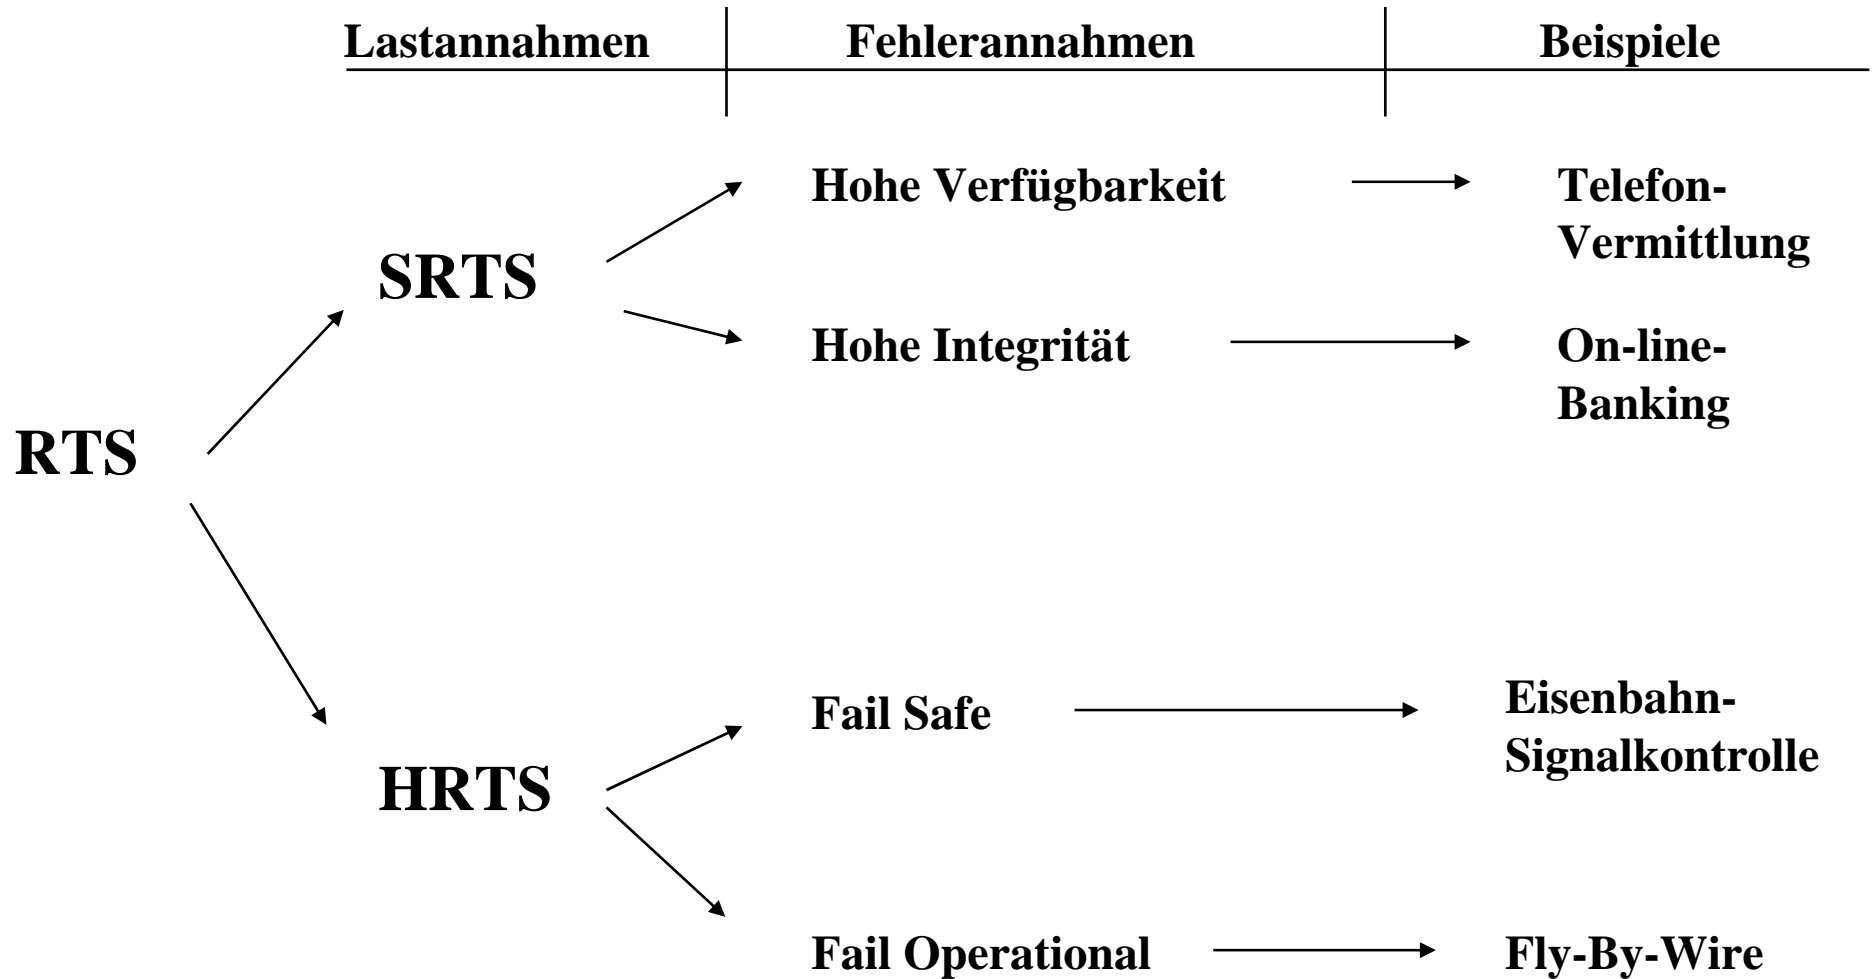 Lastannahmen
Fehlerannahmen
Beispiele
Hohe Verfügbarkeit
Telefon-
Vermittlung
SRTS
Hohe Integrität
On-line-
Banking
RTS
Fail Safe
Eisenbahn-
Signalkontrolle
HRTS
Fail Operational
Fly-By-Wire